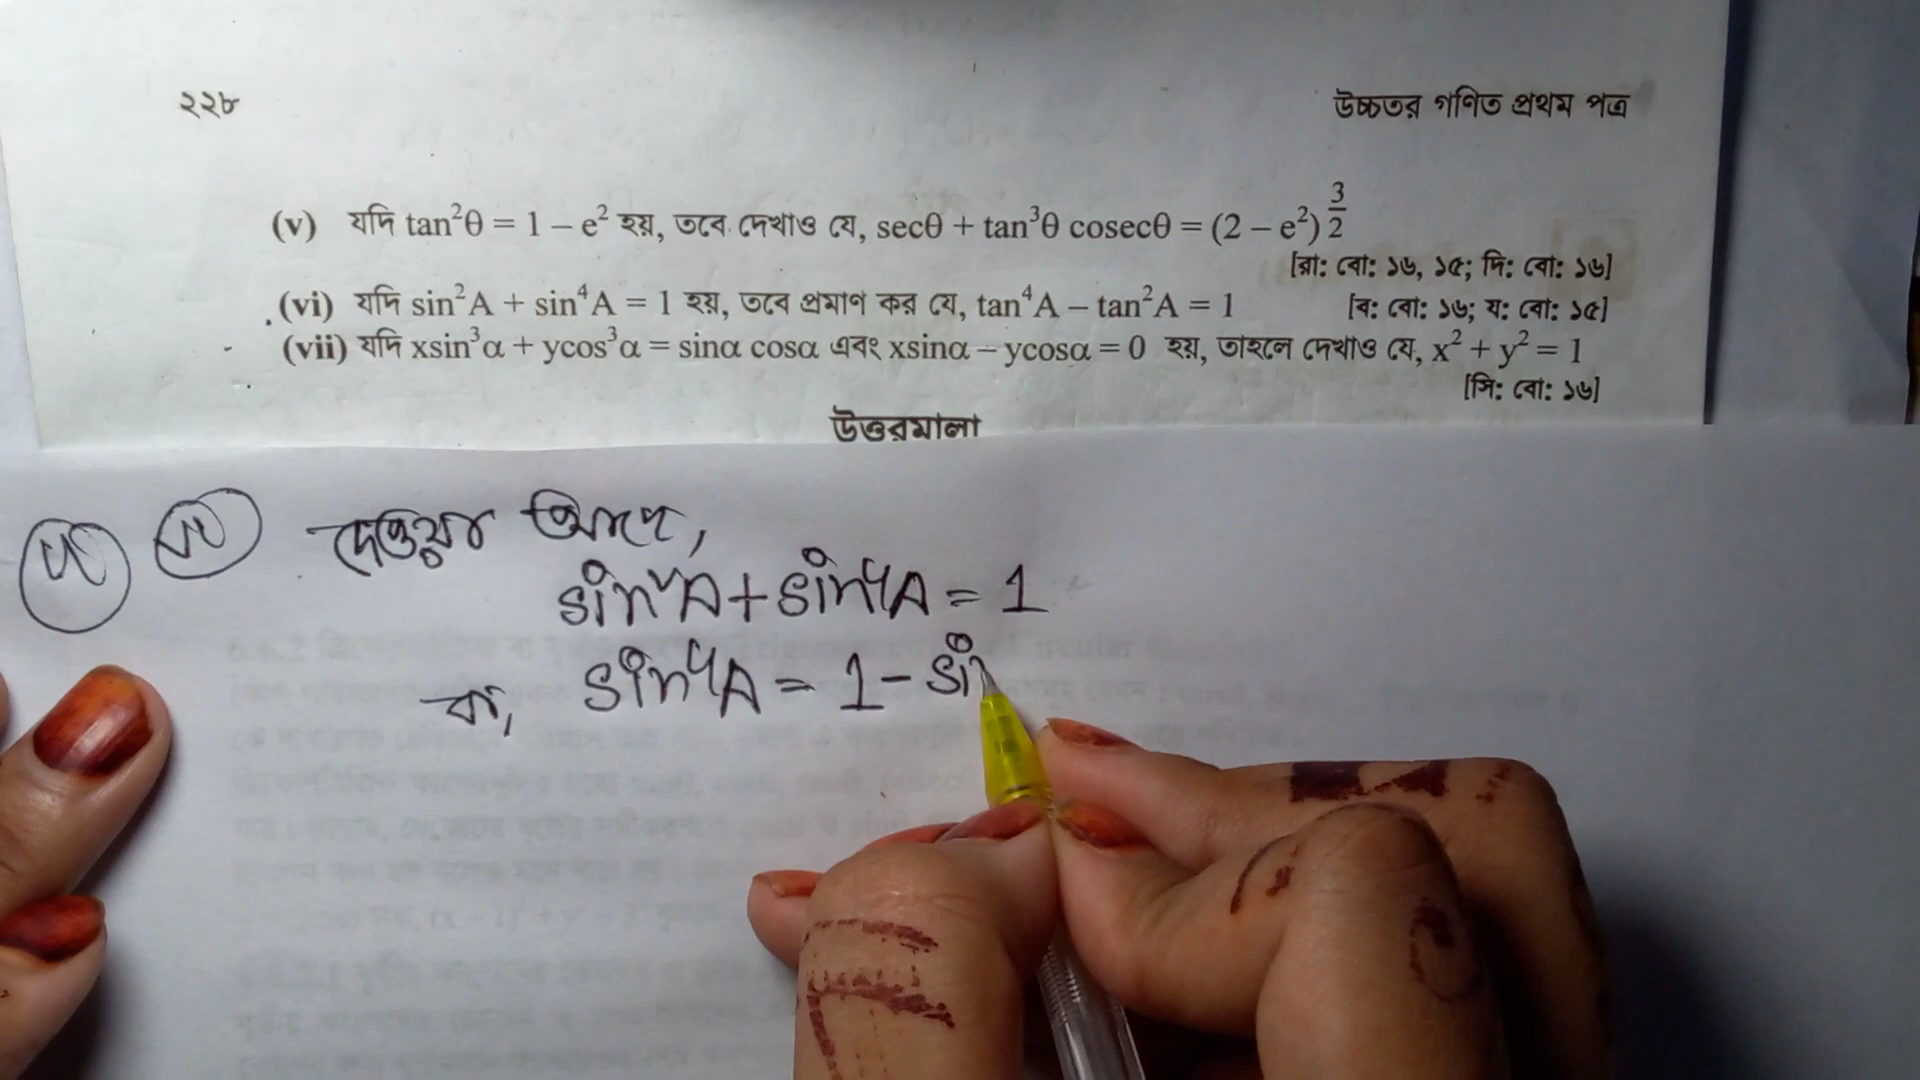 ২২৮
উচ্চতর গণিত প্রথম পত্র
(v) যদি tan²θ = 1 – e² হয়, তবে দেখাও যে, secθ + tan³θ cosecθ = (2 – e²)^(3/2)
[রা: বো: ১৬, ১৫; দি: বো: ১৬]
(vi) যদি sin²A + sin⁴A = 1 হয়, তবে প্রমাণ কর যে, tan⁴A – tan²A = 1 [ব: বো: ১৬; য: বো: ১৫]
(vii) যদি xsin³α + ycos³α = sinα cosα এবং xsinα – ycosα = 0 হয়, তাহলে দেখাও যে, x² + y² = 1
[সি: বো: ১৬]
উত্তরমালা
দেওয়া আছে,
sin²A + sin⁴A = 1
বা, sin⁴A = 1 - sin